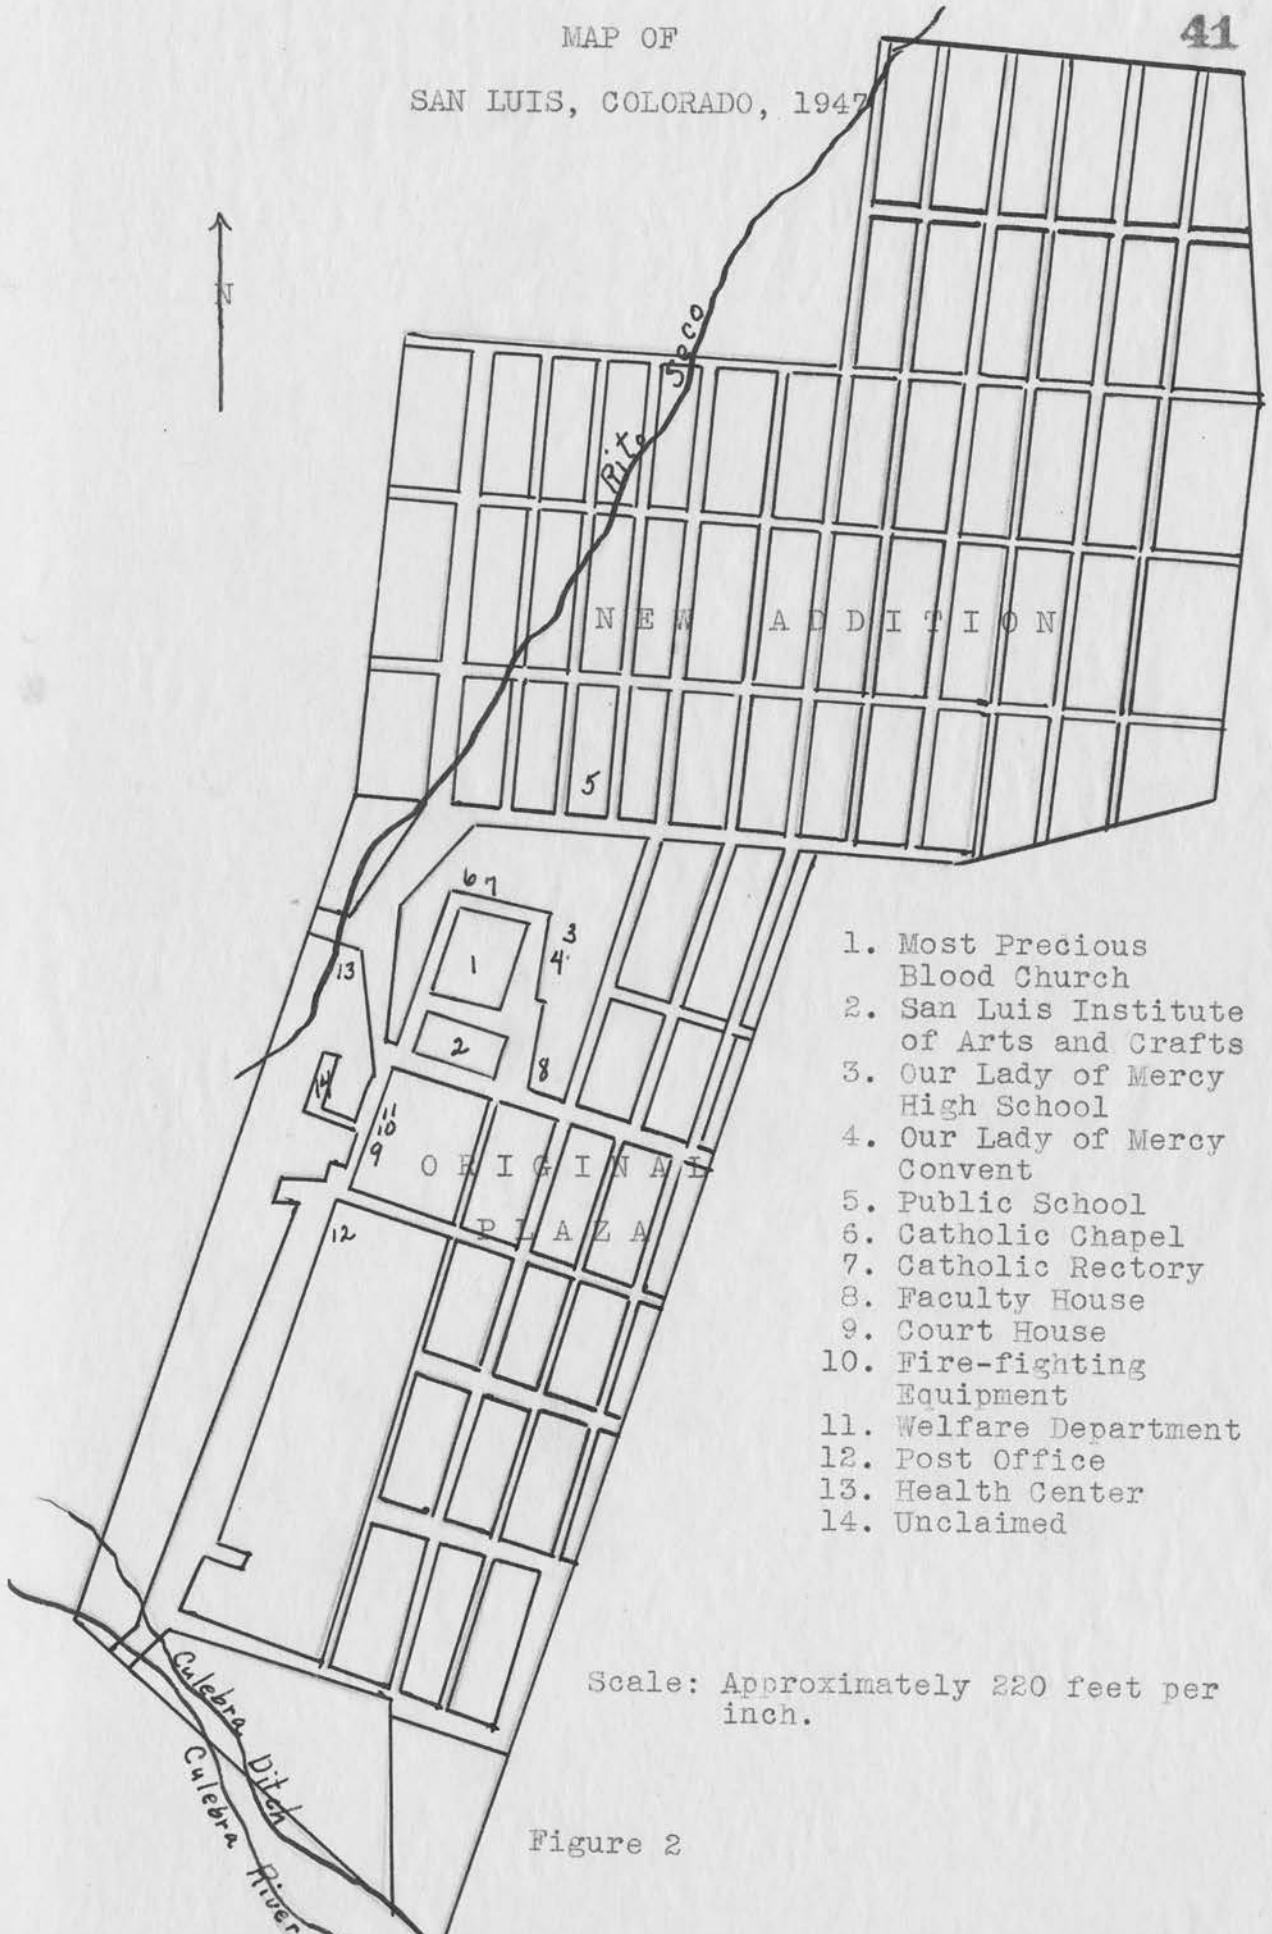 MAP OF
41
SAN LUIS, COLORADO, 1947
N
Rito Seco
NEW ADDITION
5
6 7
3
4
1
13
2
8
14
11
10
9
ORIGINAL
PLAZA
12
1. Most Precious
Blood Church
2. San Luis Institute
of Arts and Crafts
3. Our Lady of Mercy
High School
4. Our Lady of Mercy
Convent
5. Public School
6. Catholic Chapel
7. Catholic Rectory
8. Faculty House
9. Court House
10. Fire-fighting
Equipment
11. Welfare Department
12. Post Office
13. Health Center
14. Unclaimed
Culebra Ditch
Culebra River
Scale: Approximately 220 feet per
inch.
Figure 2